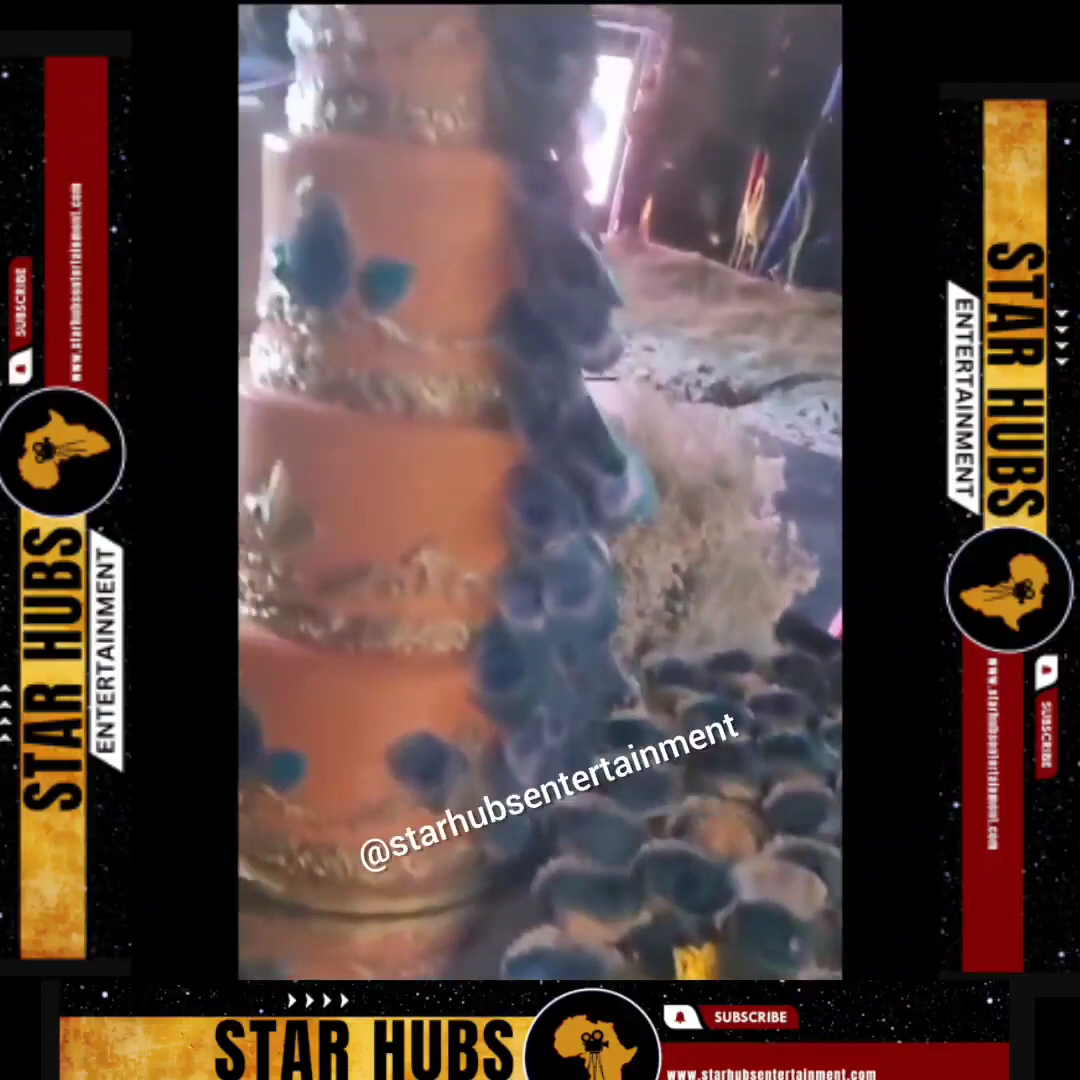 www.starhubsentertainment.com
SUBSCRIBE
STAR HUBS
ENTERTAINMENT
@starhubsentertainment
STAR HUBS
ENTERTAINMENT
www.starhubsentertainment.com
SUBSCRIBE
STAR HUBS
SUBSCRIBE
www.starhubsentertainment.com